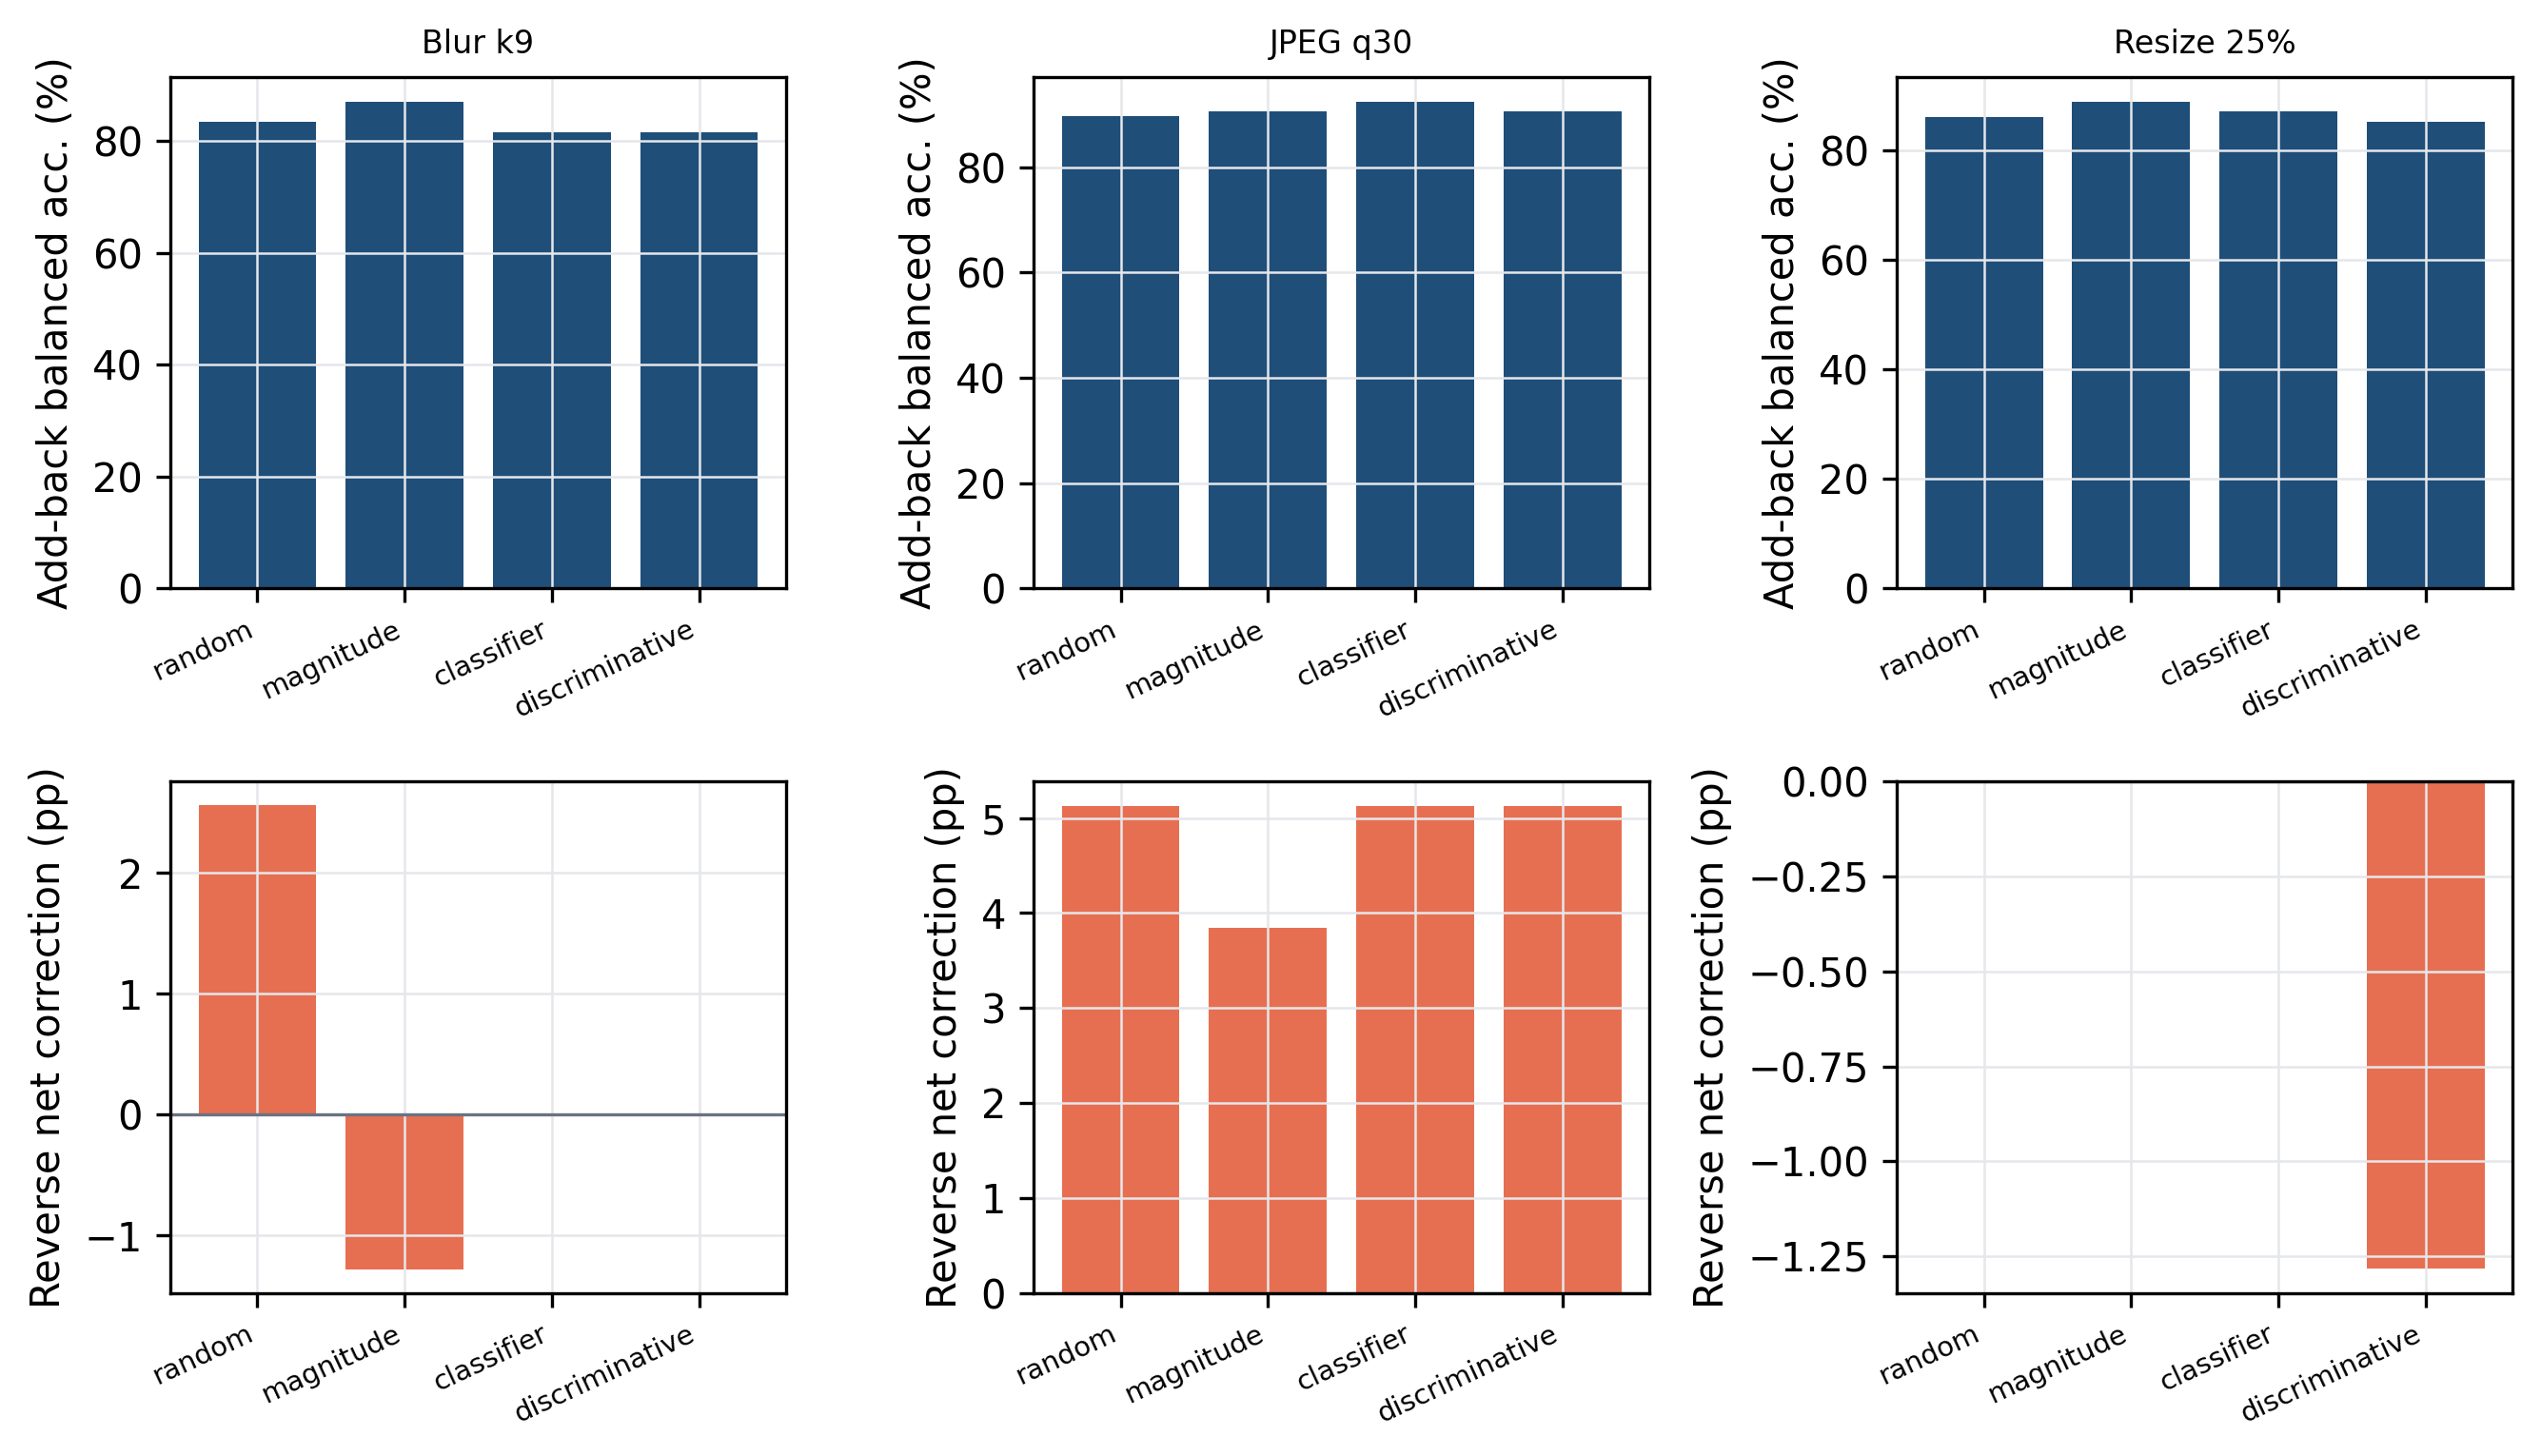 Blur k9
Add-back balanced acc. (%)
80
60
40
20
0
random
magnitude
classifier
discriminative
JPEG q30
Add-back balanced acc. (%)
80
60
40
20
0
random
magnitude
classifier
discriminative
Resize 25%
Add-back balanced acc. (%)
80
60
40
20
0
random
magnitude
classifier
discriminative
Reverse net correction (pp)
2
1
0
−1
random
magnitude
classifier
discriminative
Reverse net correction (pp)
5
4
3
2
1
0
random
magnitude
classifier
discriminative
Reverse net correction (pp)
0.00
−0.25
−0.50
−0.75
−1.00
−1.25
random
magnitude
classifier
discriminative